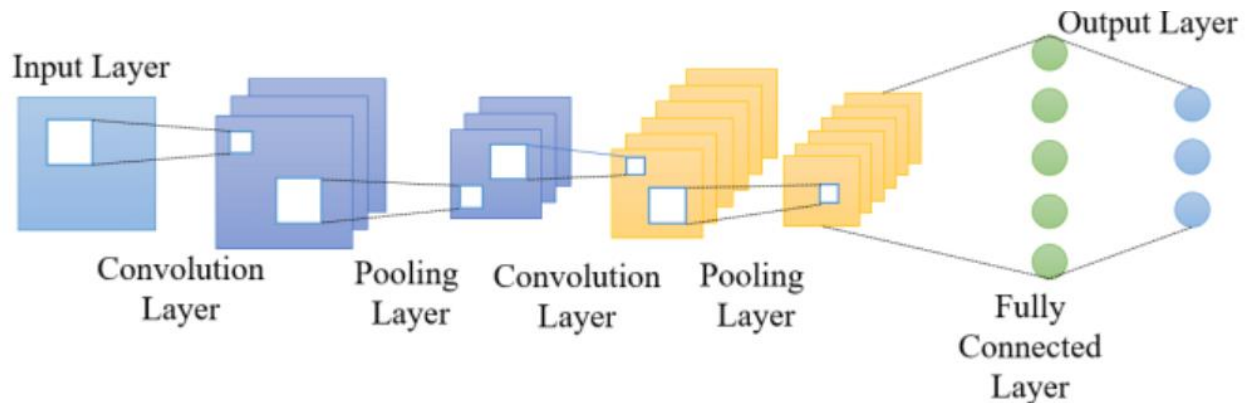 Output Layer
Input Layer
Convolution
Layer
Pooling
Layer
Convolution
Layer
Pooling
Layer
Fully
Connected
Layer